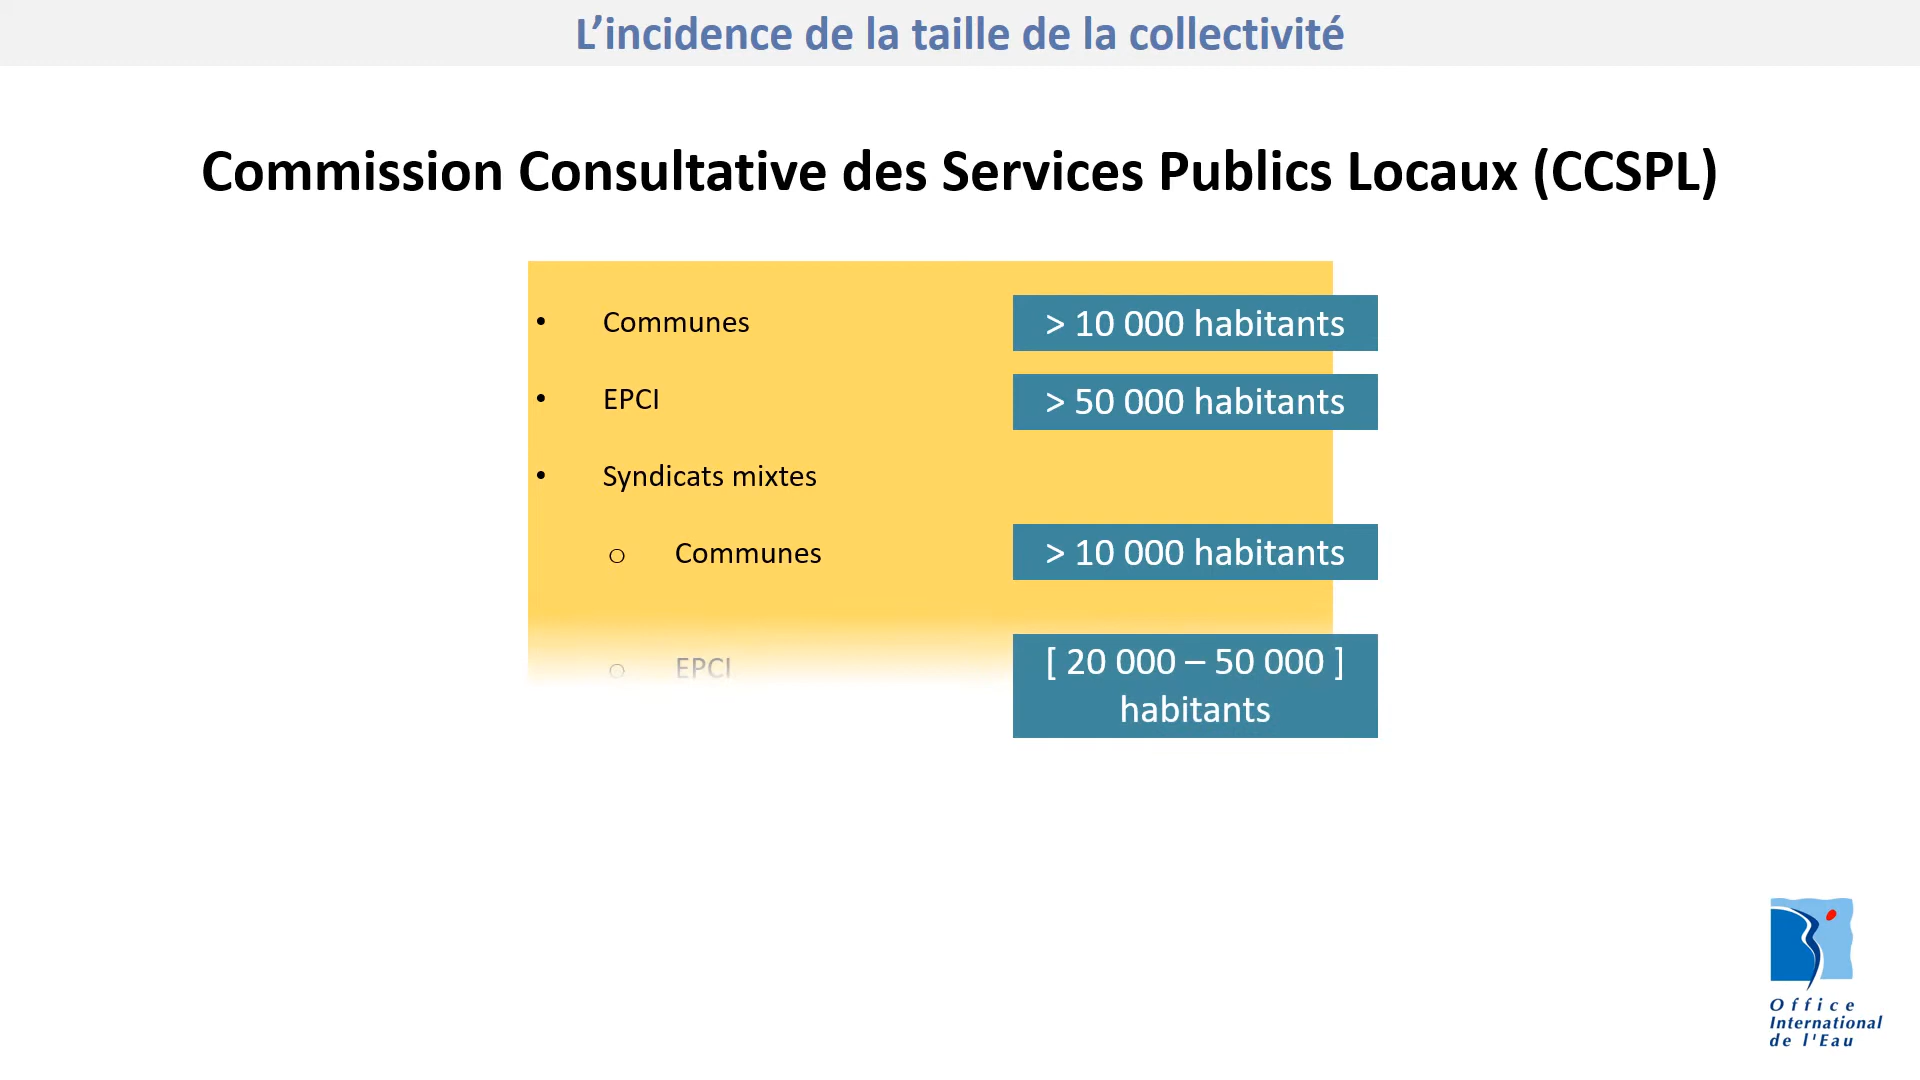 L’incidence de la taille de la collectivité
Commission Consultative des Services Publics Locaux (CCSPL)
• Communes > 10 000 habitants
• EPCI > 50 000 habitants
• Syndicats mixtes
o Communes > 10 000 habitants
o EPCI [ 20 000 – 50 000 ]
habitants
Office
International
de l'Eau